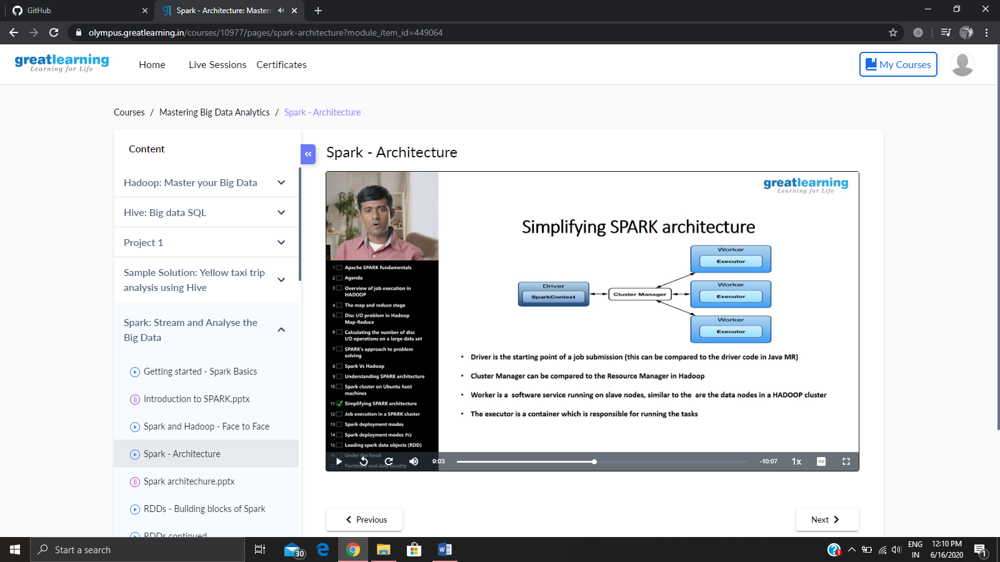 GitHub
Spark - Architecture: Masteri
olympus.greatlearning.in/courses/10977/pages/spark-architecture?module_item_id=449064
greatlearning
Learning for Life
Home
Live Sessions
Certificates
My Courses
Courses / Mastering Big Data Analytics / Spark - Architecture
Content
Hadoop: Master your Big Data
Hive: Big data SQL
Project 1
Sample Solution: Yellow taxi trip
analysis using Hive
Spark: Stream and Analyse the
Big Data
Getting started - Spark Basics
Introduction to SPARK.pptx
Spark and Hadoop - Face to Face
Spark - Architecture
Spark architechure.pptx
RDDs - Building blocks of Spark
RDDs continued
Spark - Architecture
1 Apache SPARK fundamentals
2 Agenda
3 Overview of job execution in
HADOOP
4 The map and reduce stage
5 Disc I/O problem in Hadoop
Map-Reduce
6 Calculating the number of disc
I/O operations on a large data set
7 SPARK's approach to problem
solving
8 Spark Vs Hadoop
9 Understanding SPARK architecture
10 Spark cluster on Ubuntu host
machines
11 Simplifying SPARK architecture
12 Job execution in a SPARK cluster
13 Spark deployment modes
14 Spark deployment modes Pt2
15 Loading spark data objects (RDD)
16 Under the hood
17 Partitions and data locality
greatlearning
Learning for Life
Simplifying SPARK architecture
Driver
SparkContext
Cluster Manager
Worker
Executor
Worker
Executor
Worker
Executor
• Driver is the starting point of a job submission (this can be compared to the driver code in Java MR)
• Cluster Manager can be compared to the Resource Manager in Hadoop
• Worker is a software service running on slave nodes, similar to the are the data nodes in a HADOOP cluster
• The executor is a container which is responsible for running the tasks
9:03
-10:07
1x
HD
Previous
Next
Start a search
30
ENG
IN
12:10 PM
6/16/2020
1